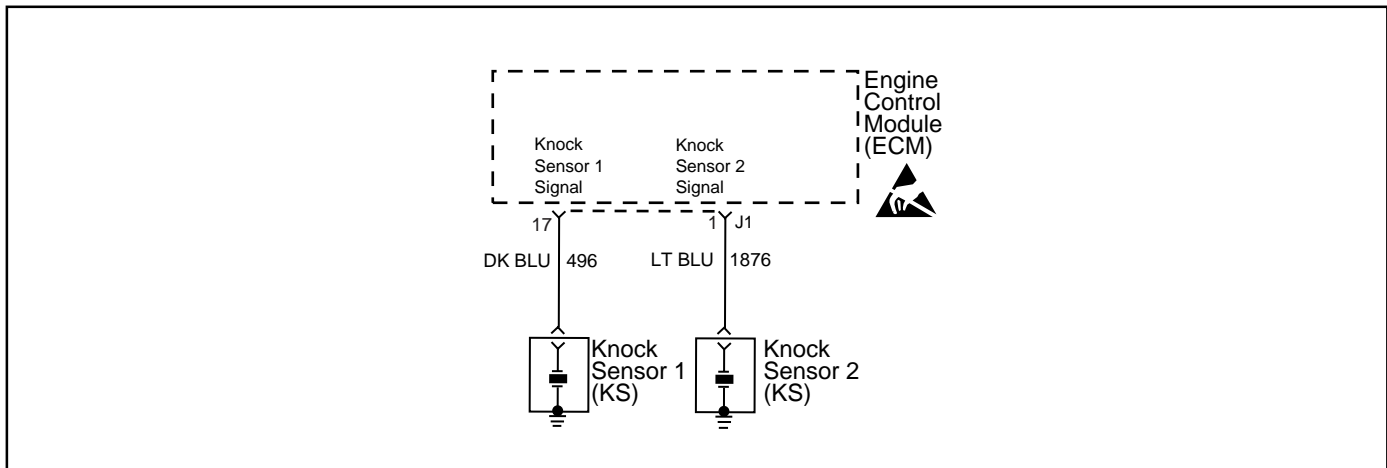 Engine
Control
Module
(ECM)
Knock
Sensor 1
Signal
Knock
Sensor 2
Signal
17
1
J1
DK BLU
496
LT BLU
1876
Knock
Sensor 1
(KS)
Knock
Sensor 2
(KS)